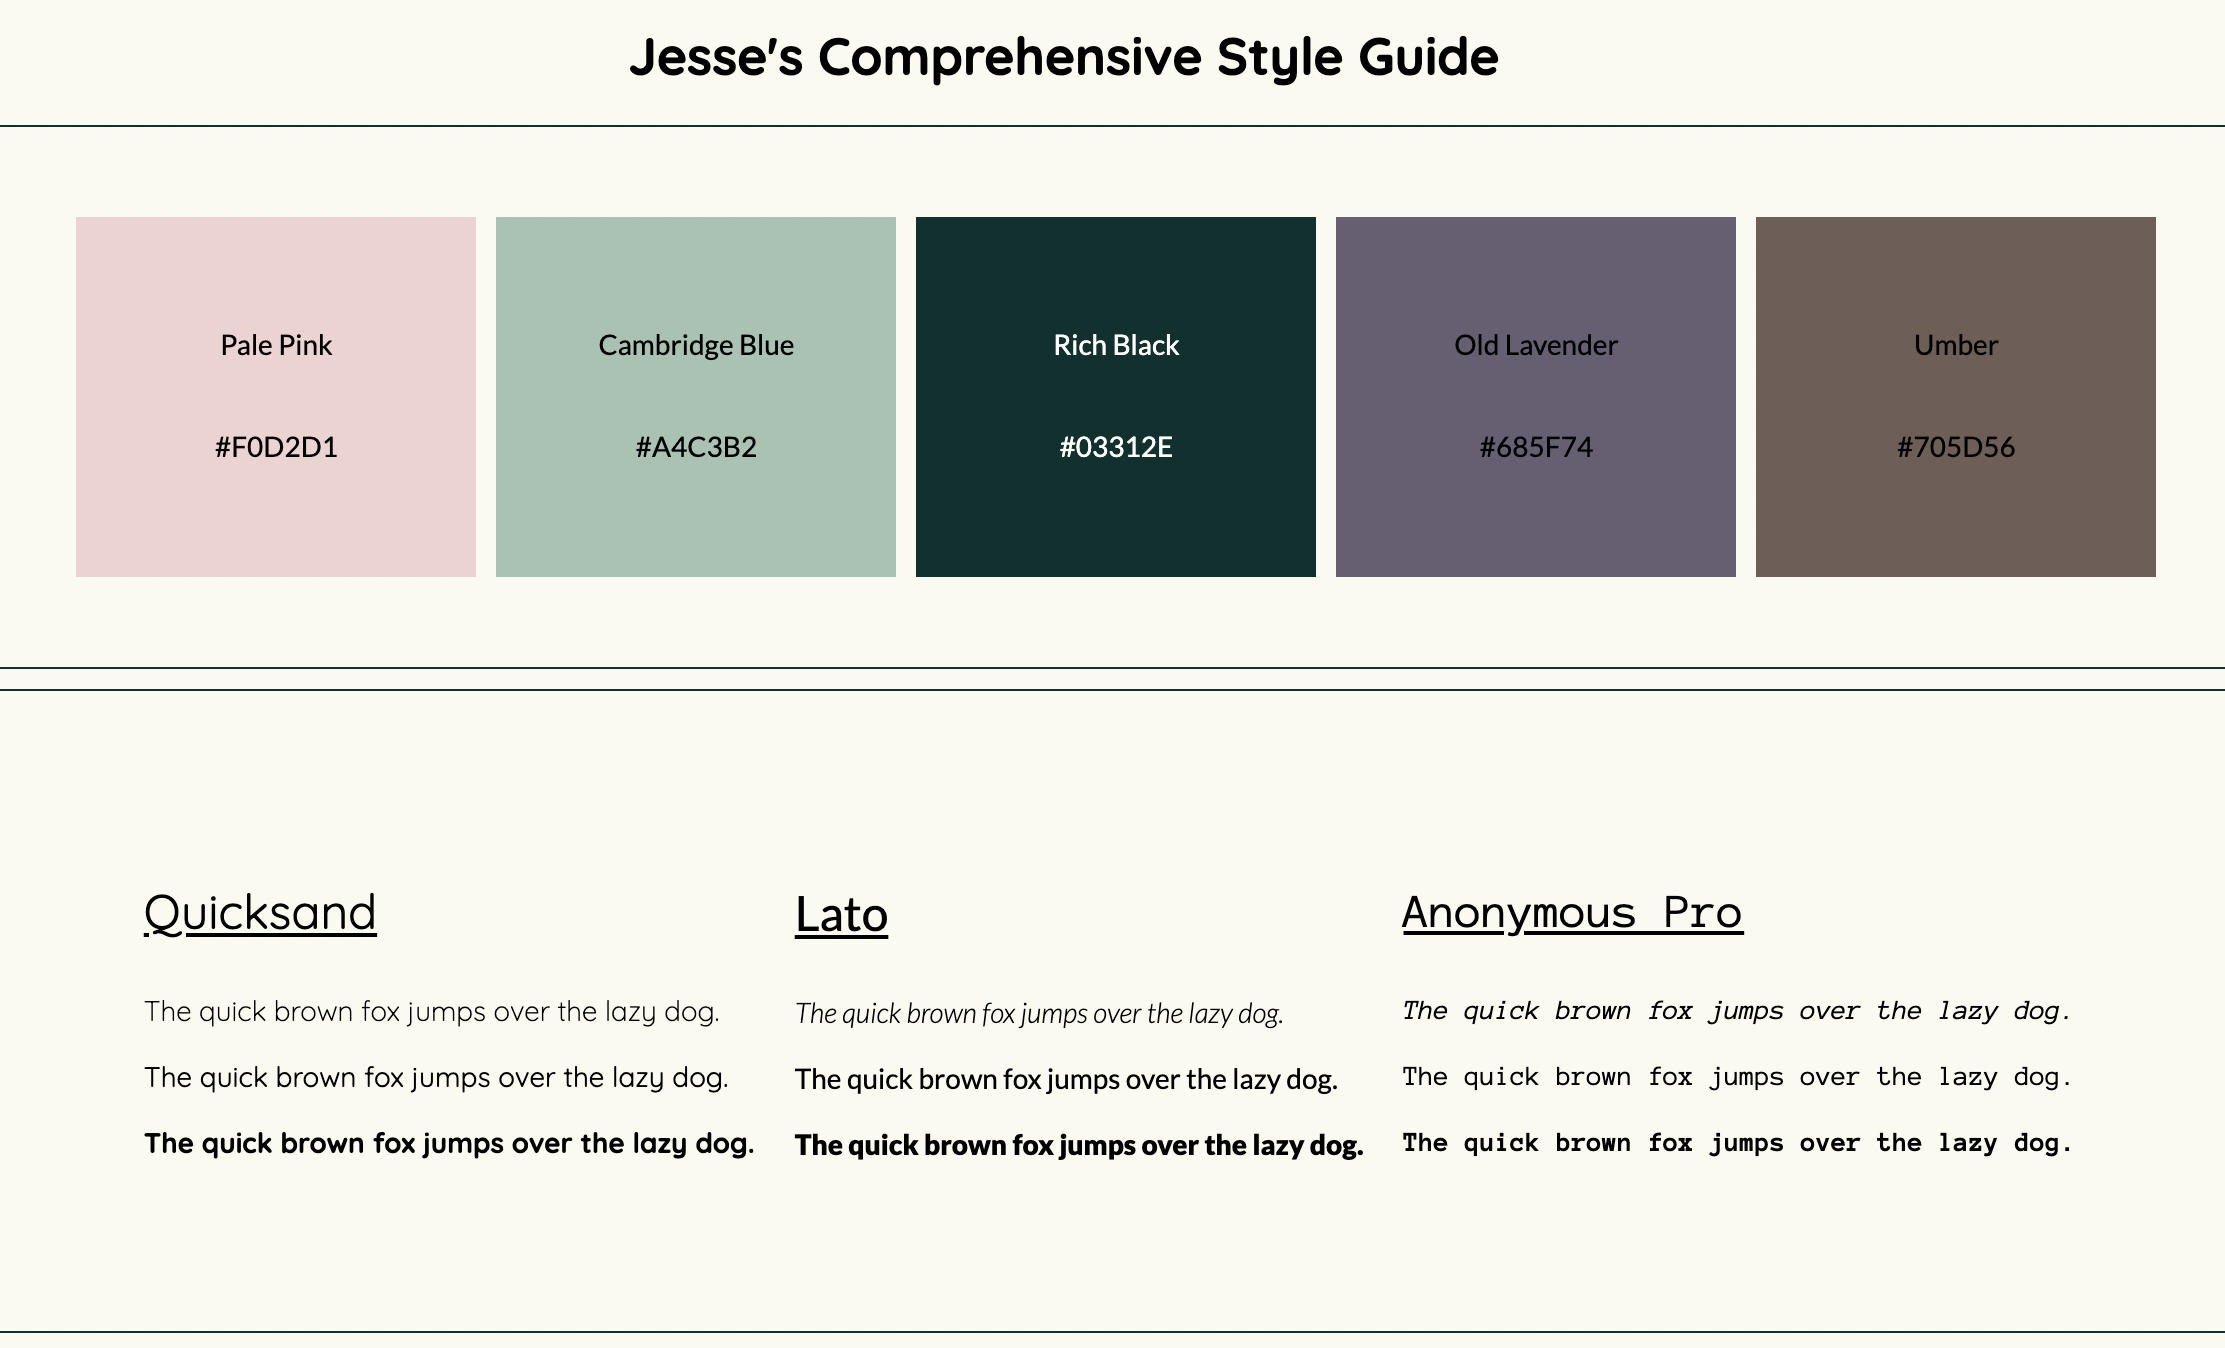 Jesse's Comprehensive Style Guide
Pale Pink
#F0D2D1
Cambridge Blue
#A4C3B2
Rich Black
#03312E
Old Lavender
#685F74
Umber
#705D56
Quicksand
The quick brown fox jumps over the lazy dog.
The quick brown fox jumps over the lazy dog.
The quick brown fox jumps over the lazy dog.
Lato
The quick brown fox jumps over the lazy dog.
The quick brown fox jumps over the lazy dog.
The quick brown fox jumps over the lazy dog.
Anonymous Pro
The quick brown fox jumps over the lazy dog.
The quick brown fox jumps over the lazy dog.
The quick brown fox jumps over the lazy dog.